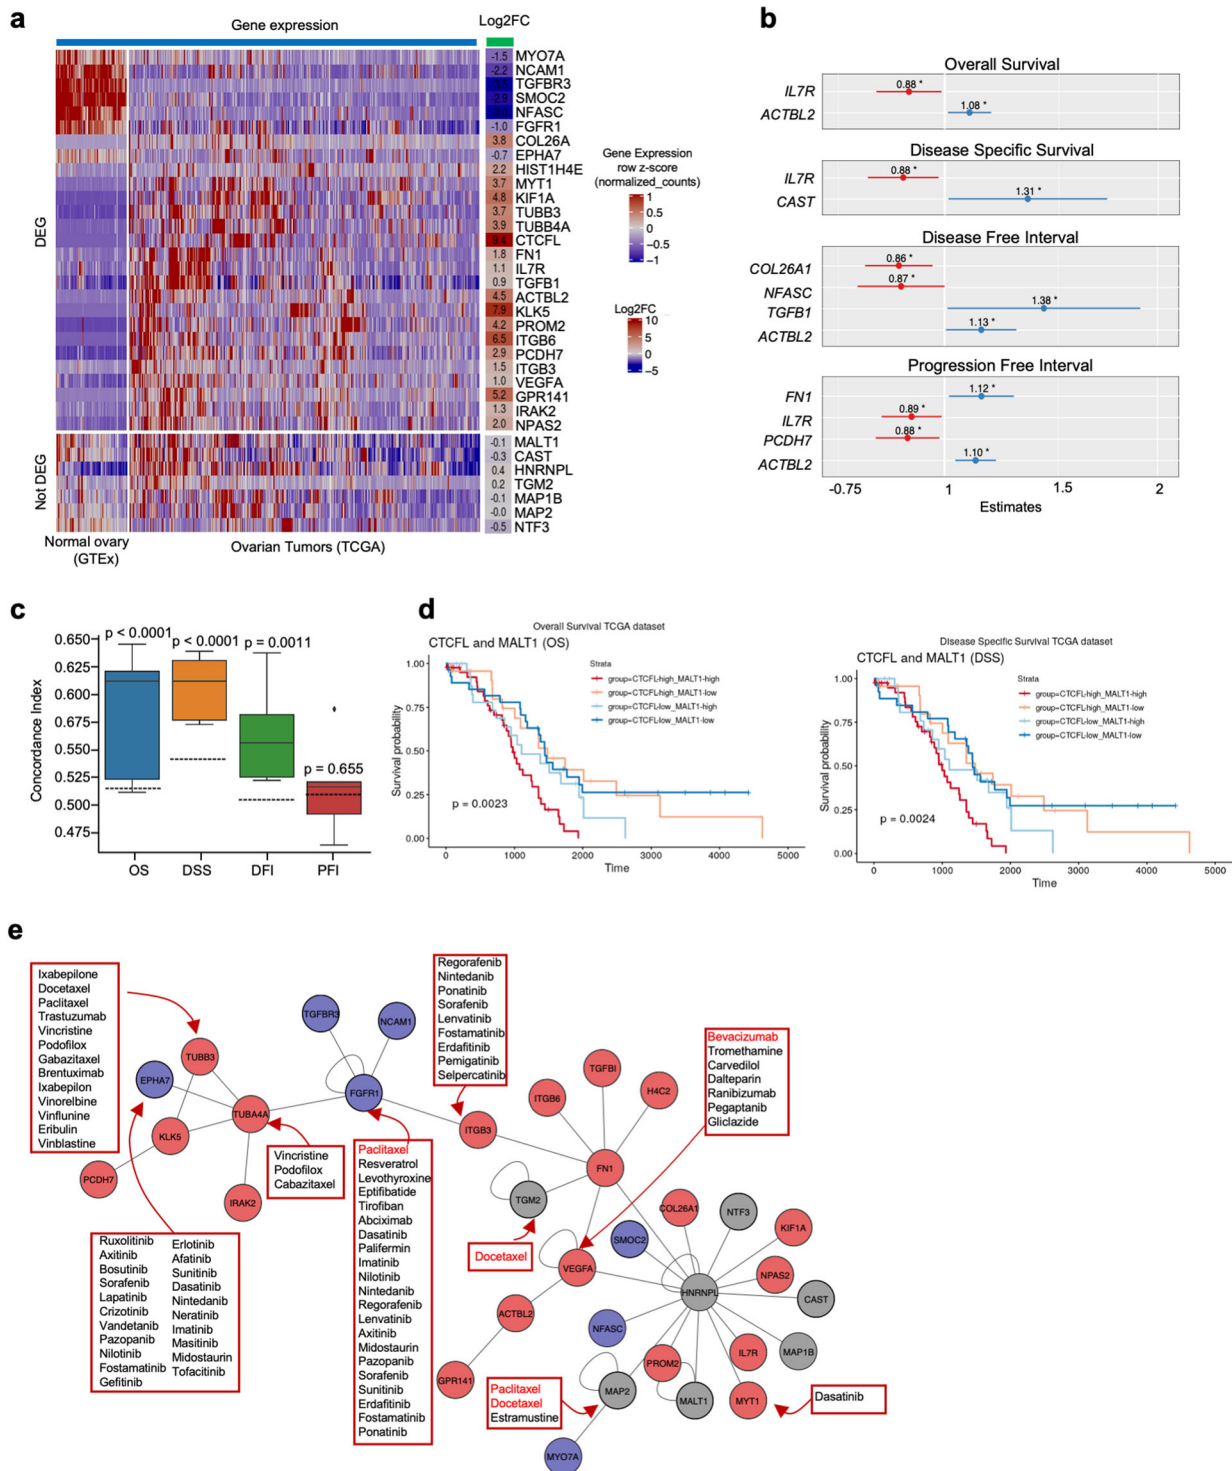 a
Gene expression
Log2FC
DEG
Not DEG
-1.5 MYO7A
-2.2 NCAM1
TGFBR3
-2.9 SMOC2
NFASC
-1.0 FGFR1
3.8 COL26A
-0.7 EPHA7
2.2 HIST1H4E
3.7 MYT1
4.8 KIF1A
3.7 TUBB3
3.9 TUBB4A
9.4 CTCFL
1.8 FN1
1.1 IL7R
0.9 TGFB1
4.5 ACTBL2
7.9 KLK5
4.2 PROM2
6.5 ITGB6
2.9 PCDH7
1.5 ITGB3
1.0 VEGFA
5.2 GPR141
1.3 IRAK2
2.0 NPAS2
-0.1 MALT1
-0.3 CAST
0.4 HNRNPL
0.2 TGM2
-0.1 MAP1B
-0.0 MAP2
-0.5 NTF3
Normal ovary
(GTEx)
Ovarian Tumors (TCGA)
Gene Expression
row z-score
(normalized_counts)
1
0.5
0
-0.5
-1
Log2FC
10
5
0
-5
b
Overall Survival
IL7R
0.88 *
ACTBL2
1.08 *
Disease Specific Survival
IL7R
0.88 *
CAST
1.31 *
Disease Free Interval
COL26A1
0.86 *
NFASC
0.87 *
TGFB1
1.38 *
ACTBL2
1.13 *
Progression Free Interval
FN1
1.12 *
IL7R
0.89 *
PCDH7
0.88 *
ACTBL2
1.10 *
-0.75 1 1.5 2
Estimates
c
Concordance Index
0.650
0.625
0.600
0.675
0.550
0.525
0.500
0.475
p < 0.0001
p < 0.0001
p = 0.0011
p = 0.655
OS DSS DFI PFI
d
Overall Survival TCGA dataset
CTCFL and MALT1 (OS)
Strata
group=CTCFL-high_MALT1-high
group=CTCFL-high_MALT1-low
group=CTCFL-low_MALT1-high
group=CTCFL-low_MALT1-low
Survival probability
1.00
0.75
0.50
0.25
0.00
p = 0.0023
0 1000 2000 3000 4000 5000
Time
Disease Specific Survival TCGA dataset
CTCFL and MALT1 (DSS)
Strata
group=CTCFL-high_MALT1-high
group=CTCFL-high_MALT1-low
group=CTCFL-low_MALT1-high
group=CTCFL-low_MALT1-low
Survival probability
1.00
0.75
0.50
0.25
0.00
p = 0.0024
0 1000 2000 3000 4000 5000
Time
e
Ixabepilone
Docetaxel
Paclitaxel
Trastuzumab
Vincristine
Podofilox
Gabazitaxel
Brentuximab
Ixabepilon
Vinorelbine
Vinflunine
Eribulin
Vinblastine
TUBB3
EPHA7
TUBA4A
KLK5
PCDH7
IRAK2
TGFBR3
NCAM1
FGFR1
Vincristine
Podofilox
Cabazitaxel
Ruxolitinib
Axitinib
Bosutinib
Sorafenib
Lapatinib
Crizotinib
Vandetanib
Pazopanib
Nilotinib
Fostamatinib
Gefitinib
Erlotinib
Afatinib
Sunitinib
Dasatinib
Nintedanib
Neratinib
Imatinib
Masitinib
Midostaurin
Tofacitinib
Paclitaxel
Resveratrol
Levothyroxine
Eptifibatide
Tirofiban
Abciximab
Dasatinib
Palifermin
Imatinib
Nilotinib
Nintedanib
Regorafenib
Lenvatinib
Axitinib
Midostaurin
Pazopanib
Sorafenib
Sunitinib
Erdafitinib
Fostamatinib
Ponatinib
Regorafenib
Nintedanib
Ponatinib
Sorafenib
Lenvatinib
Fostamatinib
Erdafitinib
Pemigatinib
Selpercatinib
ITGB3
ITGB6
TGFBI
H4C2
FN1
TGM2
Docetaxel
Bevacizumab
Tromethamine
Carvedilol
Dalteparin
Ranibizumab
Pegaptanib
Gliclazide
VEGFA
ACTBL2
GPR141
SMOC2
COL26A1
NTF3
KIF1A
NPAS2
HNRNPL
CAST
NFASC
MAP1B
IL7R
PROM2
MAP2
MALT1
MYT1
MYO7A
Paclitaxel
Docetaxel
Estramustine
Dasatinib